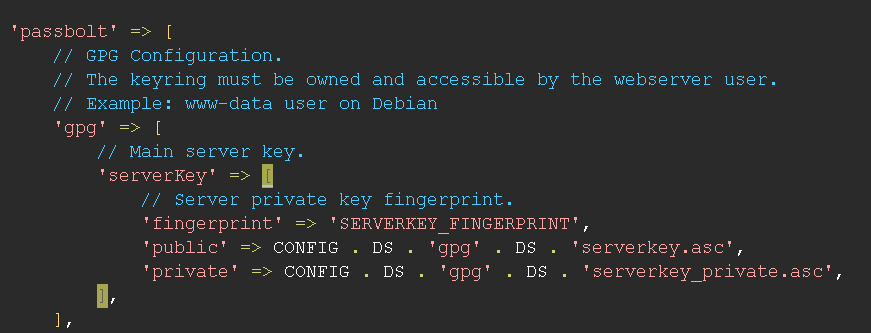 'passbolt' => [
// GPG Configuration.
// The keyring must be owned and accessible by the webserver user.
// Example: www-data user on Debian
'gpg' => [
// Main server key.
'serverKey' => [
// Server private key fingerprint.
'fingerprint' => 'SERVERKEY_FINGERPRINT',
'public' => CONFIG . DS . 'gpg' . DS . 'serverkey.asc',
'private' => CONFIG . DS . 'gpg' . DS . 'serverkey_private.asc',
],
],